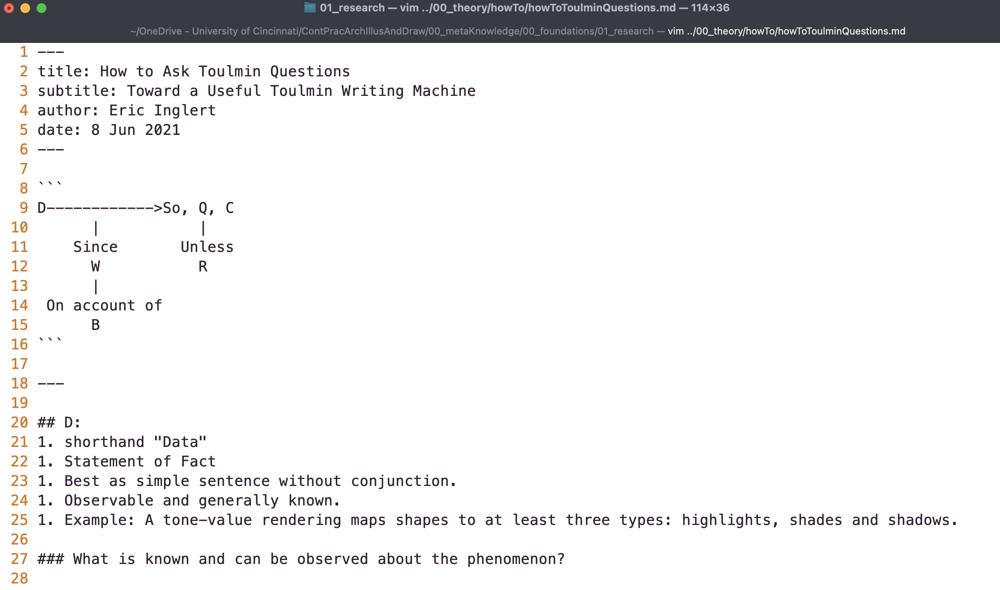 01_research — vim ../00_theory/howTo/howToToulminQuestions.md — 114×36
~/OneDrive - University of Cincinnati/ContPracArchIllusAndDraw/00_metaKnowledge/00_foundations/01_research — vim ../00_theory/howTo/howToToulminQuestions.md
1 ---
2 title: How to Ask Toulmin Questions
3 subtitle: Toward a Useful Toulmin Writing Machine
4 author: Eric Inglert
5 date: 8 Jun 2021
6 ---
7
8 ```
9 D------------>So, Q, C
10       |           |
11     Since       Unless
12       W           R
13       |
14  On account of
15       B
16 ```
17
18 ---
19
20 ## D:
21 1. shorthand "Data"
22 1. Statement of Fact
23 1. Best as simple sentence without conjunction.
24 1. Observable and generally known.
25 1. Example: A tone-value rendering maps shapes to at least three types: highlights, shades and shadows.
26
27 ### What is known and can be observed about the phenomenon?
28